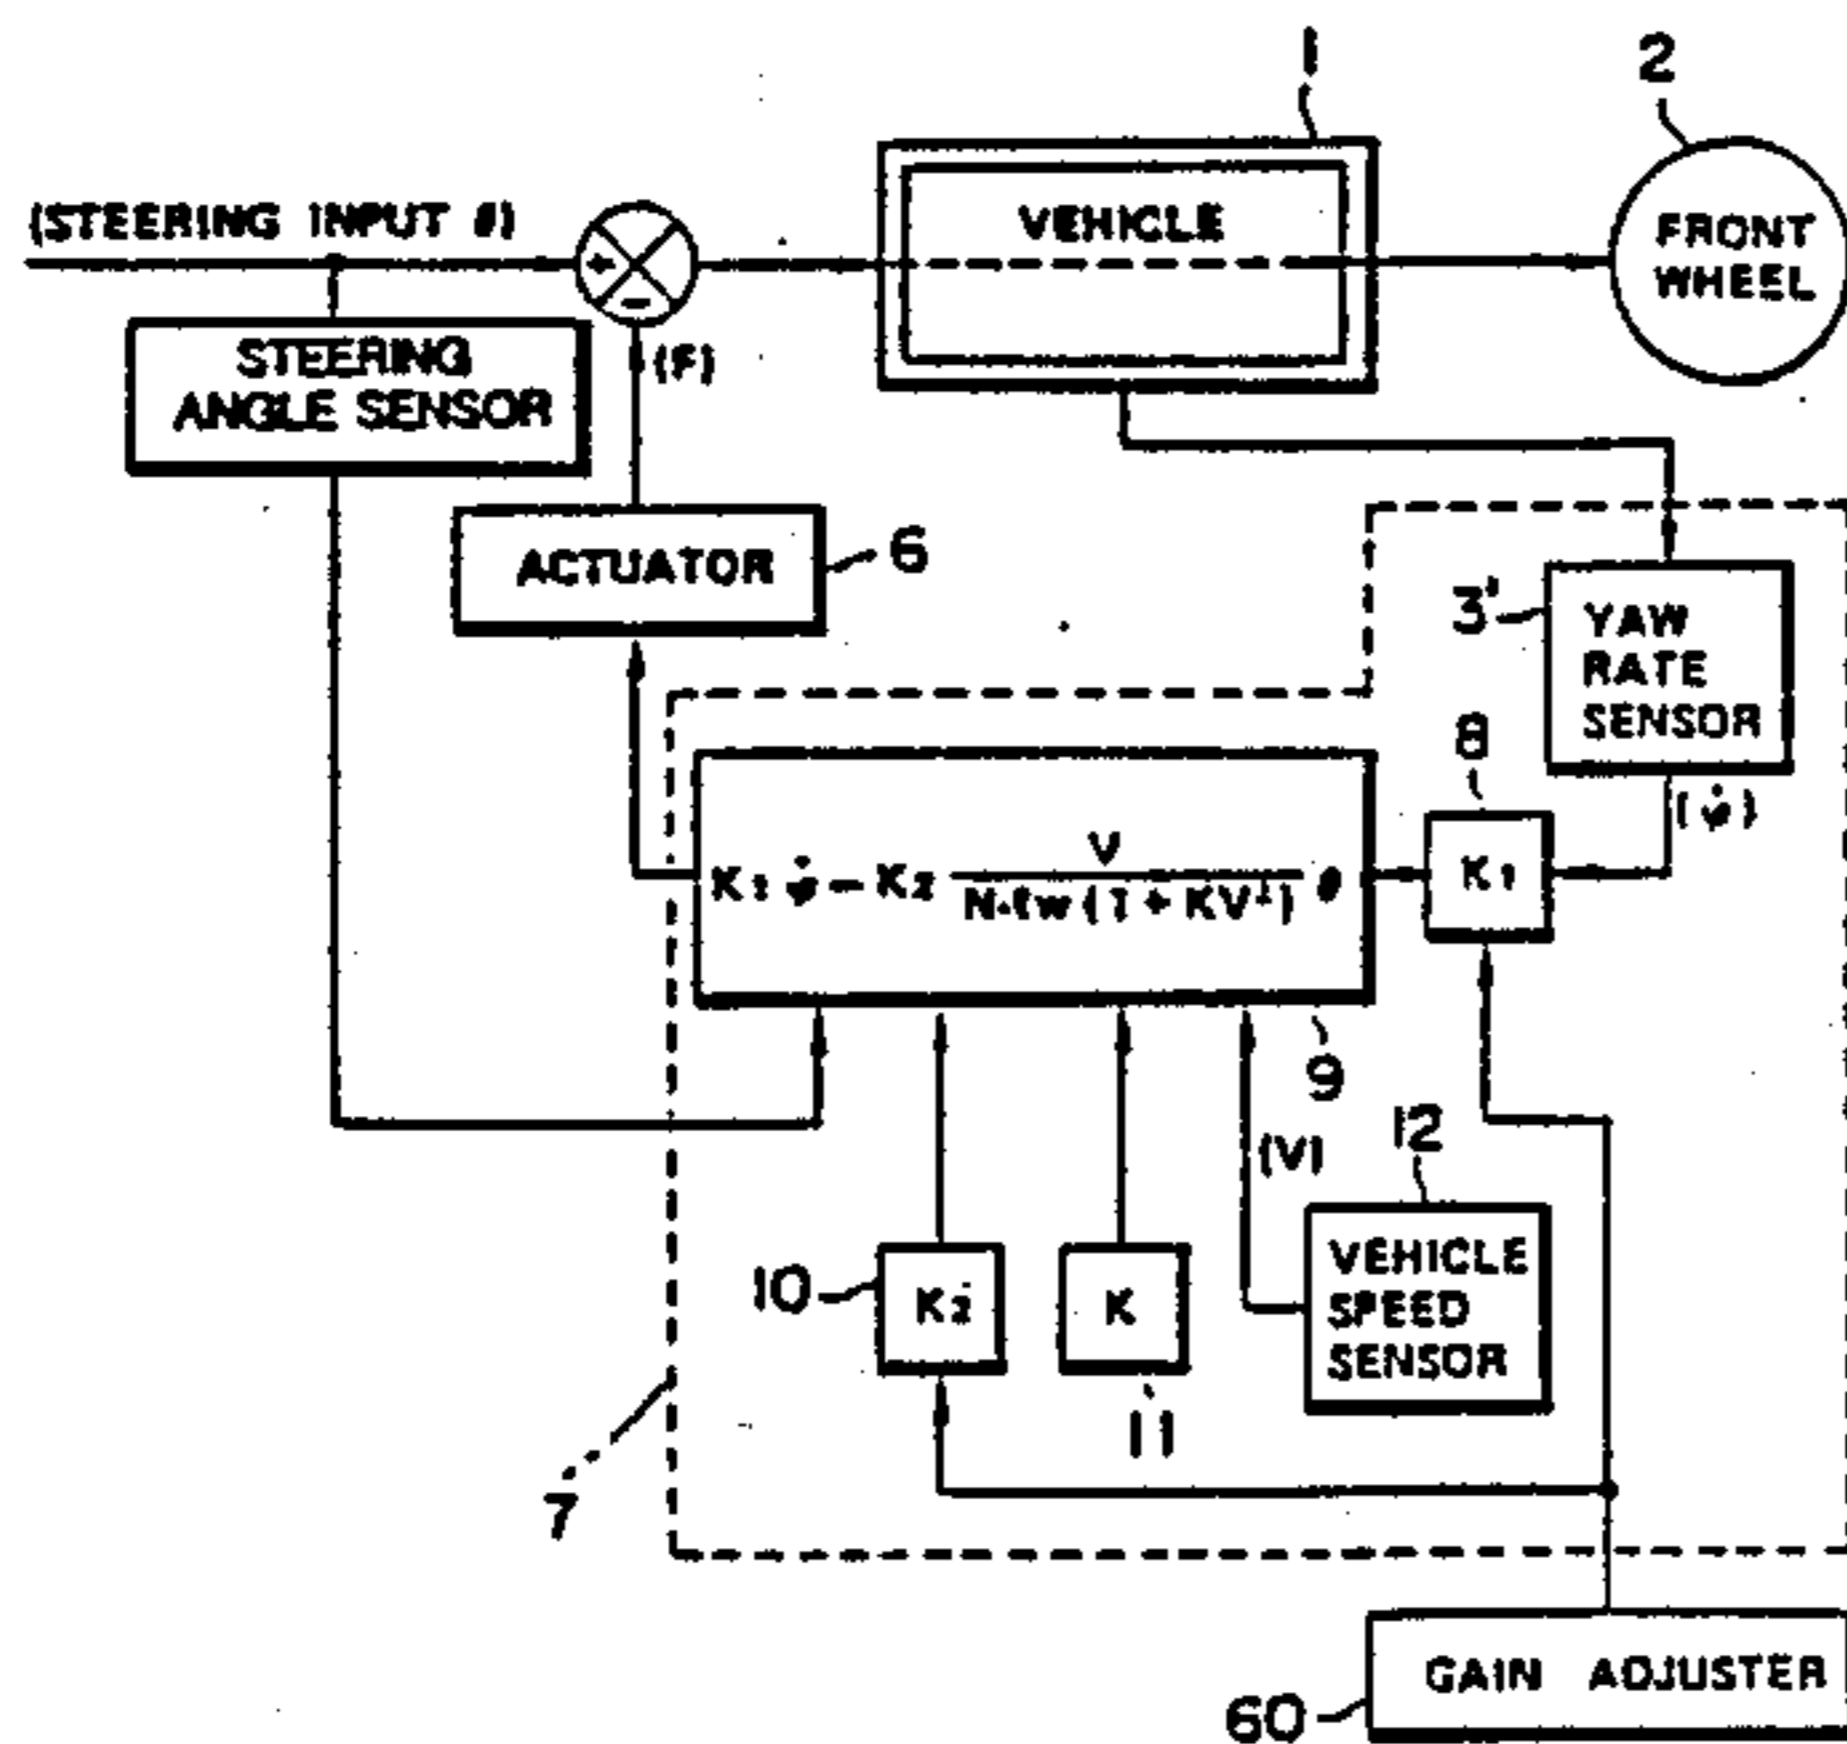 1
2
(STEERING INPUT θ)
VEHICLE
FRONT
WHEEL
+
−
(F)
STEERING
ANGLE SENSOR
ACTUATOR
6
3'
YAW
RATE
SENSOR
8
(φ̇)
V
K1 φ̇ − K2
N·ℓw (1 + KV²)
θ
K1
9
12
(V)
10
K2
K
VEHICLE
SPEED
SENSOR
11
7
GAIN ADJUSTER
60